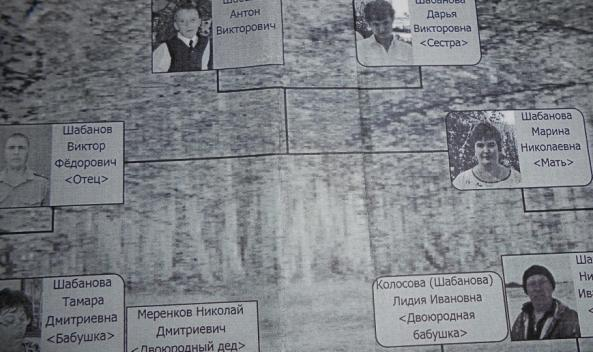 Антон
Викторович
Шабанова
Дарья
Викторовна
<Сестра>
Шабанов
Виктор
Фёдорович
<Отец>
Шабанова
Марина
Николаевна
<Мать>
Шабанова
Тамара
Дмитриевна
<Бабушка>
Меренков Николай
Дмитриевич
<Двоюродный дед>
Колосова (Шабанова)
Лидия Ивановна
<Двоюродная
бабушка>